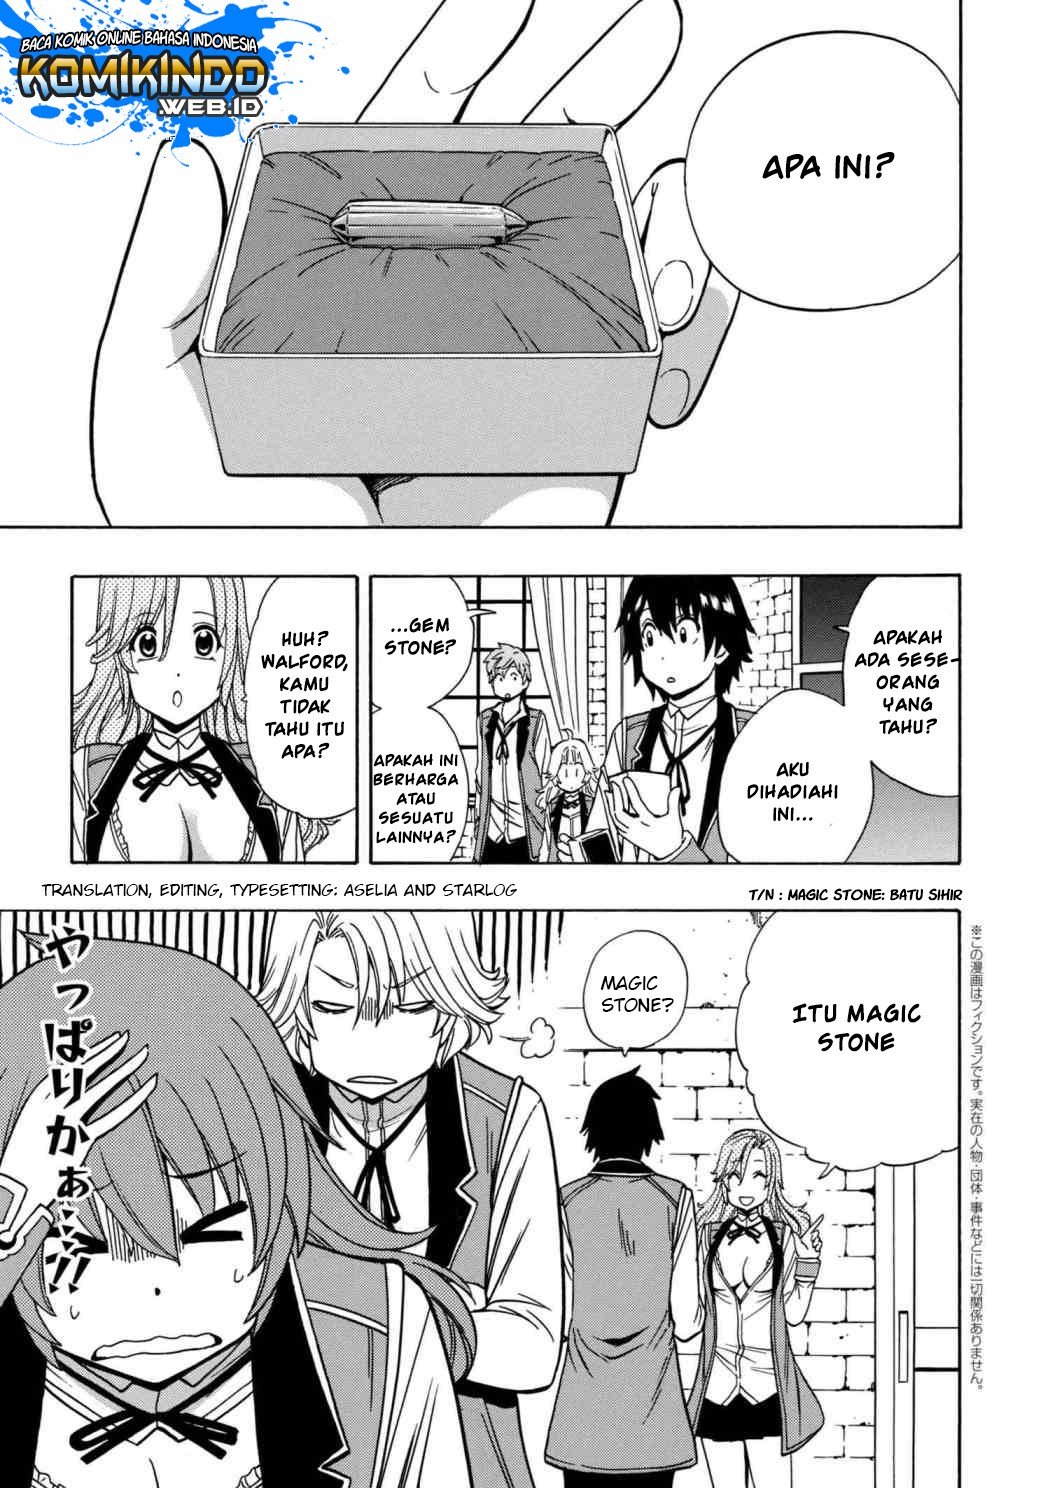 BACA KOMIK ONLINE BAHASA INDONESIA
KOMIKINDO
.WEB.ID
APA INI?
APAKAH
ADA SESE-
ORANG
YANG
TAHU?
AKU
DIHADIAHI
INI...
...GEM
STONE?
APAKAH INI
BERHARGA
ATAU
SESUATU
LAINNYA?
HUH?
WALFORD,
KAMU
TIDAK
TAHU ITU
APA?
TRANSLATION, EDITING, TYPESETTING: ASELIA AND STARLOG
T/N : MAGIC STONE: BATU SIHIR
ITU MAGIC
STONE
MAGIC
STONE?
やっぱりかぁ……!!
※この漫画はフィクションです。実在の人物・団体・事件などには一切関係ありません。